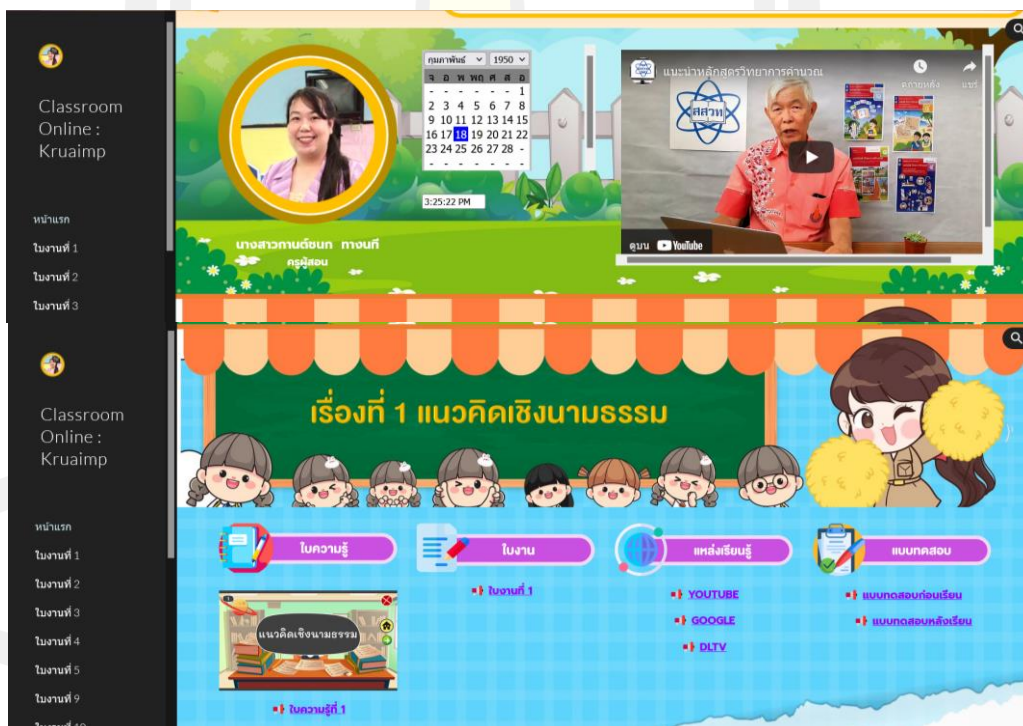 Classroom
Online :
Kruaimp
หน้าแรก
ใบงานที่ 1
ใบงานที่ 2
ใบงานที่ 3
กุมภาพันธ์ 1950
จ อ พ พฤ ศ ส อ
- - - - - - 1
2 3 4 5 6 7 8
9 10 11 12 13 14 15
16 17 18 19 20 21 22
23 24 25 26 27 28 -
- - - - - - -
3:25:22 PM
นางสาวกานต์ชนก ทางนที
ครูผู้สอน
แนะนำหลักสูตรวิทยาการคำนวณ
ดูภายหลัง
แชร์
สสวท
ดูบน YouTube
Classroom
Online :
Kruaimp
หน้าแรก
ใบงานที่ 1
ใบงานที่ 2
ใบงานที่ 3
ใบงานที่ 4
ใบงานที่ 5
ใบงานที่ 9
ใบงานที่ 10
เรื่องที่ 1 แนวคิดเชิงนามธรรม
ใบความรู้
แนวคิดเชิงนามธรรม
ใบความรู้ที่ 1
ใบงาน
ใบงานที่ 1
แหล่งเรียนรู้
YOUTUBE
GOOGLE
DLTV
แบบทดสอบ
แบบทดสอบก่อนเรียน
แบบทดสอบหลังเรียน